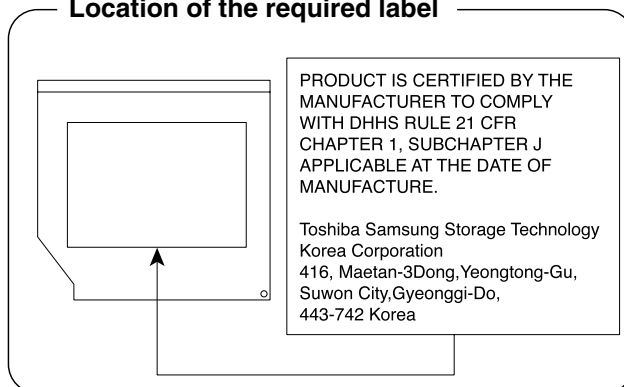 Location of the required label
PRODUCT IS CERTIFIED BY THE
MANUFACTURER TO COMPLY
WITH DHHS RULE 21 CFR
CHAPTER 1, SUBCHAPTER J
APPLICABLE AT THE DATE OF
MANUFACTURE.
Toshiba Samsung Storage Technology
Korea Corporation
416, Maetan-3Dong,Yeongtong-Gu,
Suwon City,Gyeonggi-Do,
443-742 Korea